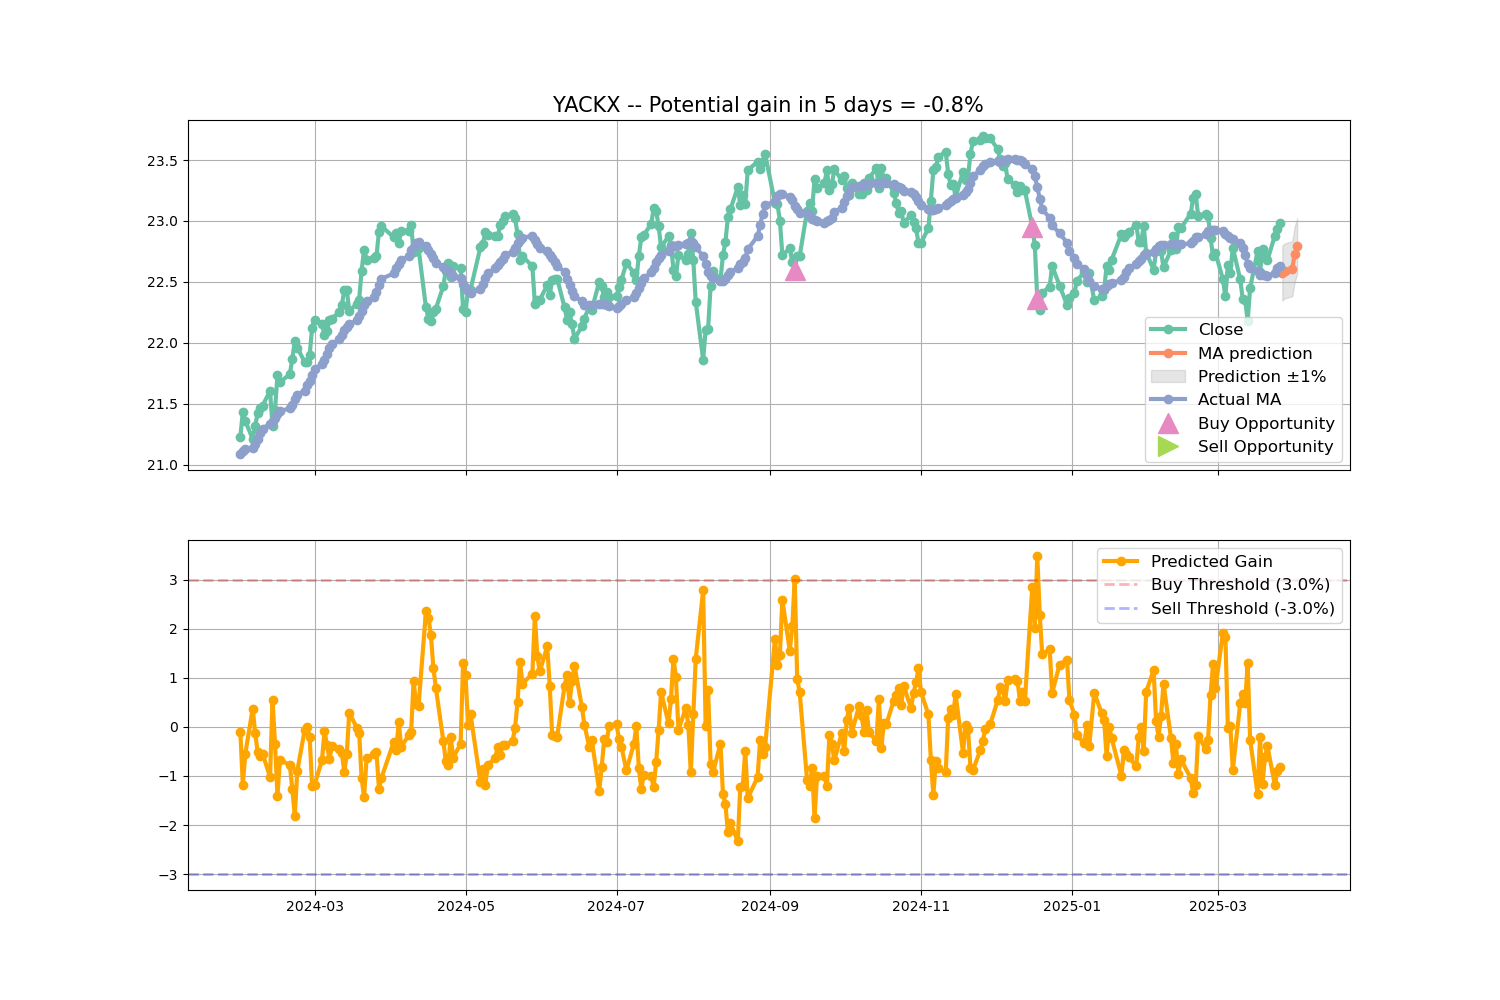 YACKX -- Potential gain in 5 days = -0.8%
23.5
23.0
22.5
22.0
21.5
21.0
Close
MA prediction
Prediction ±1%
Actual MA
Buy Opportunity
Sell Opportunity
3
2
1
0
−1
−2
−3
Predicted Gain
Buy Threshold (3.0%)
Sell Threshold (-3.0%)
2024-03 2024-05 2024-07 2024-09 2024-11 2025-01 2025-03